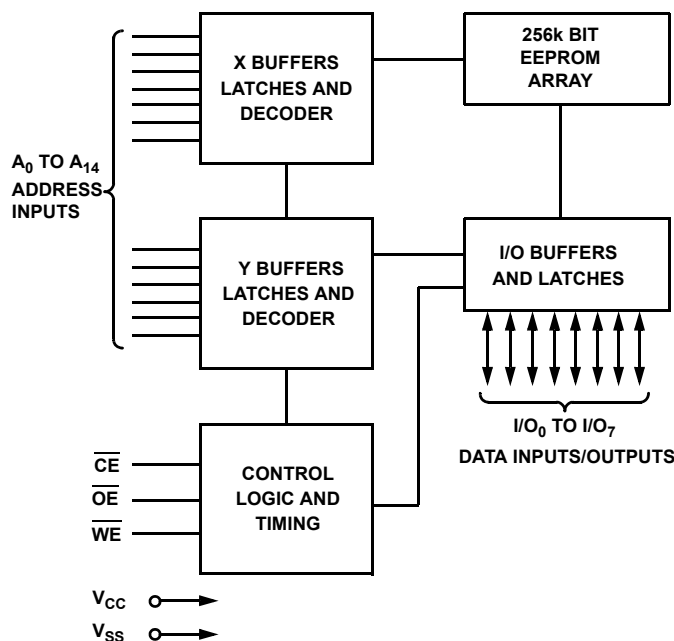 X BUFFERS
LATCHES AND
DECODER
256k BIT
EEPROM
ARRAY
A0 TO A14
ADDRESS
INPUTS
Y BUFFERS
LATCHES AND
DECODER
I/O BUFFERS
AND LATCHES
I/O0 TO I/O7
DATA INPUTS/OUTPUTS
CE
OE
WE
CONTROL
LOGIC AND
TIMING
VCC
VSS